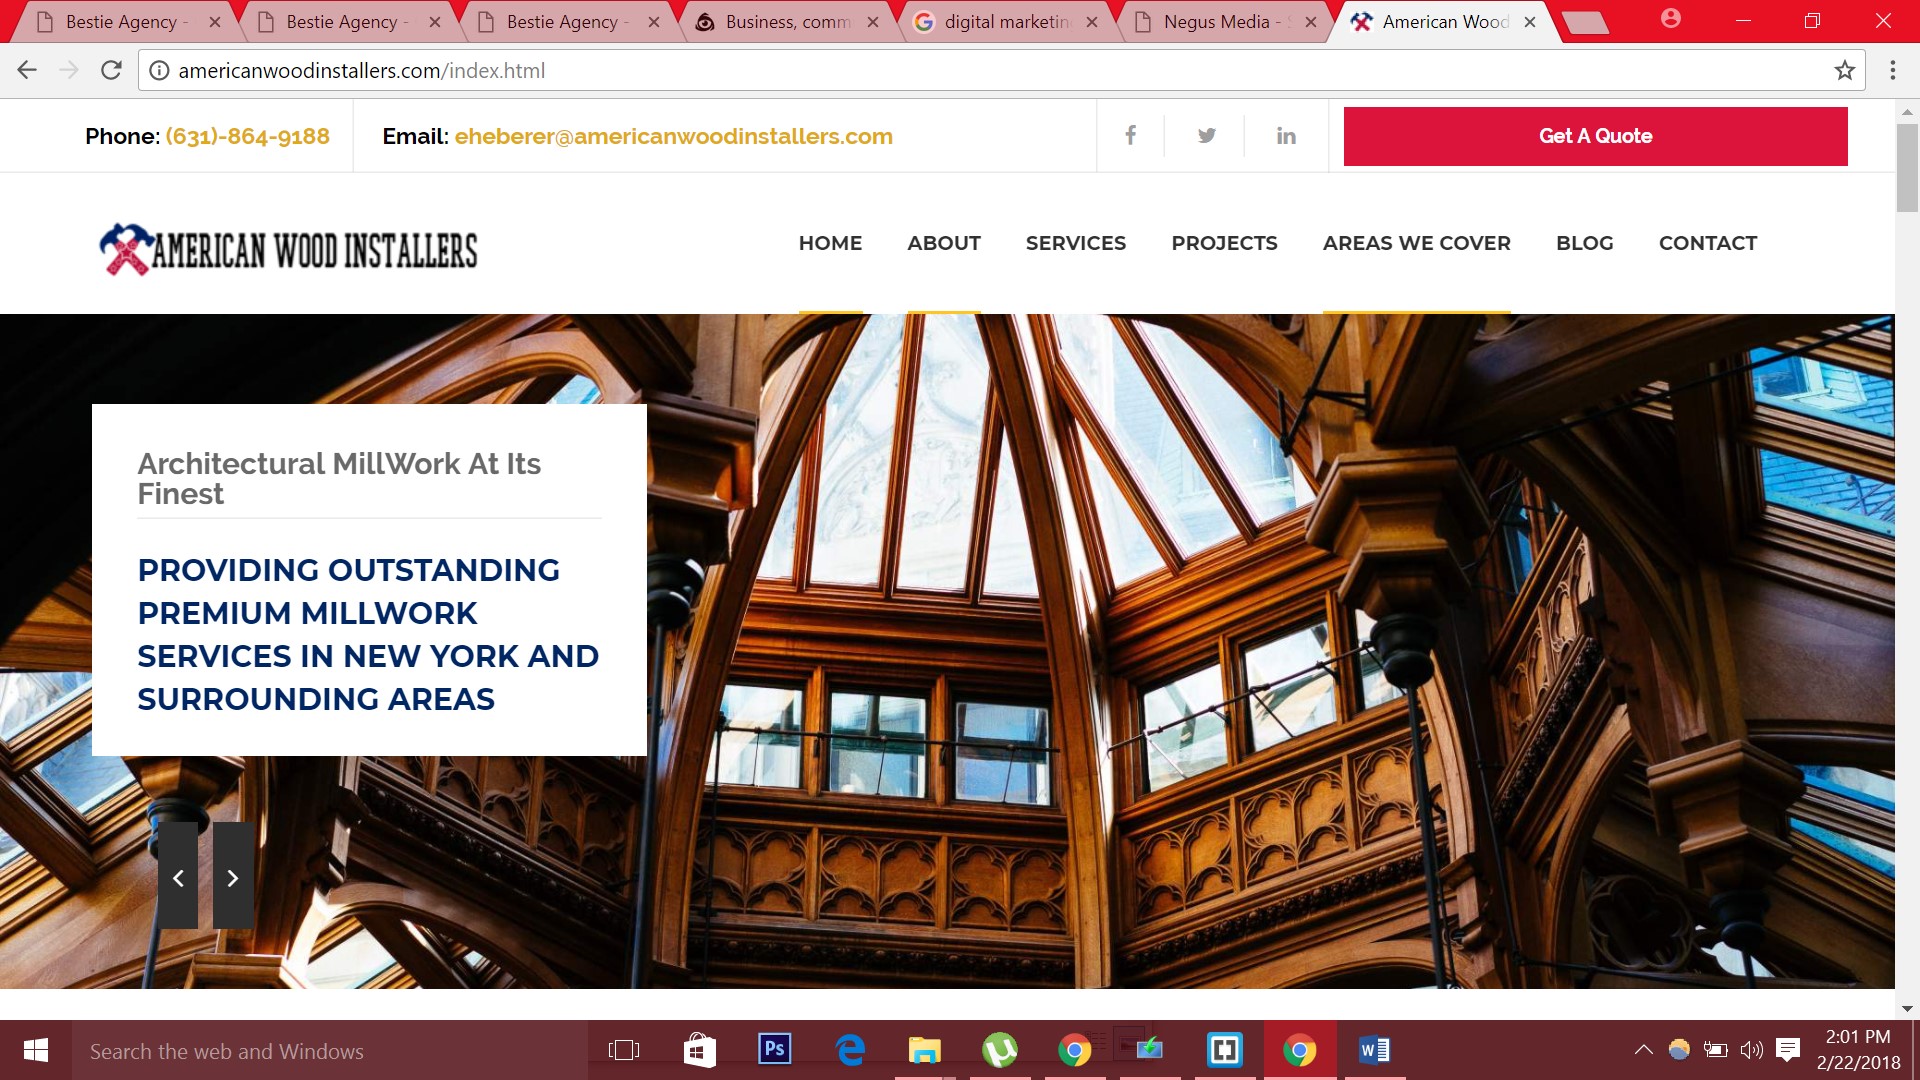 Bestie Agency -
Bestie Agency -
Bestie Agency -
Business, comm
digital marketin
Negus Media - S
American Wood
americanwoodinstallers.com/index.html
Phone: (631)-864-9188
Email: eheberer@americanwoodinstallers.com
Get A Quote
AMERICAN WOOD INSTALLERS
HOME
ABOUT
SERVICES
PROJECTS
AREAS WE COVER
BLOG
CONTACT
Architectural MillWork At Its
Finest
PROVIDING OUTSTANDING
PREMIUM MILLWORK
SERVICES IN NEW YORK AND
SURROUNDING AREAS
Search the web and Windows
Ps
2:01 PM
2/22/2018